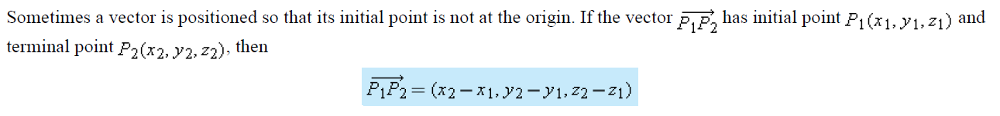 Sometimes a vector is positioned so that its initial point is not at the origin. If the vector $\overrightarrow{P_1P_2}$ has initial point $P_1(x_1, y_1, z_1)$ and
terminal point $P_2(x_2, y_2, z_2)$, then
$\overrightarrow{P_1P_2} = (x_2 - x_1, y_2 - y_1, z_2 - z_1)$